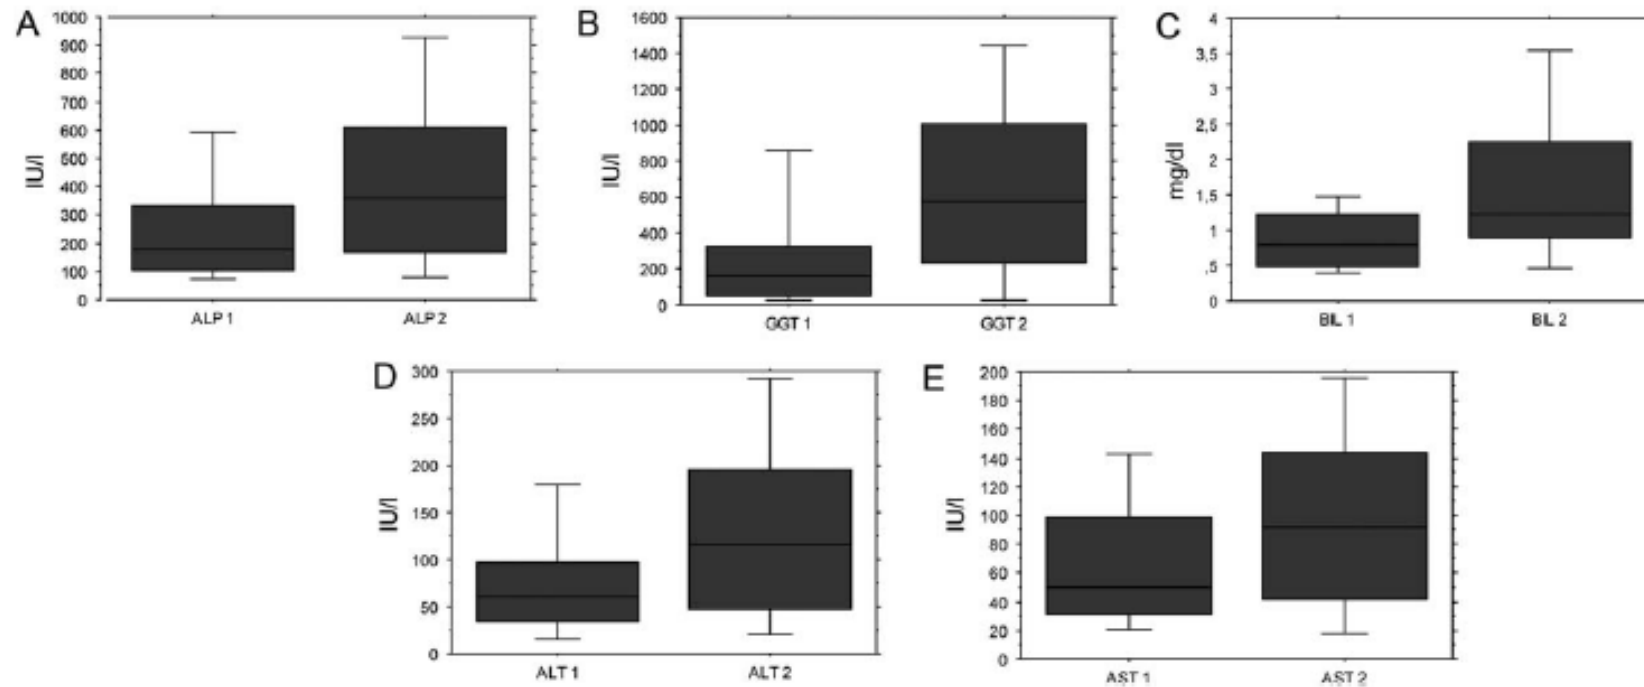 A
IU/l
1000
900
800
700
600
500
400
300
200
100
0
ALP 1
ALP 2
B
IU/l
1600
1400
1200
1000
800
600
400
200
0
GGT 1
GGT 2
C
mg/dl
4
3,5
3
2,5
2
1,5
1
,5
0
BIL 1
BIL 2
D
IU/l
300
250
200
150
100
50
0
ALT 1
ALT 2
E
IU/l
200
180
160
140
120
100
80
60
40
20
0
AST 1
AST 2